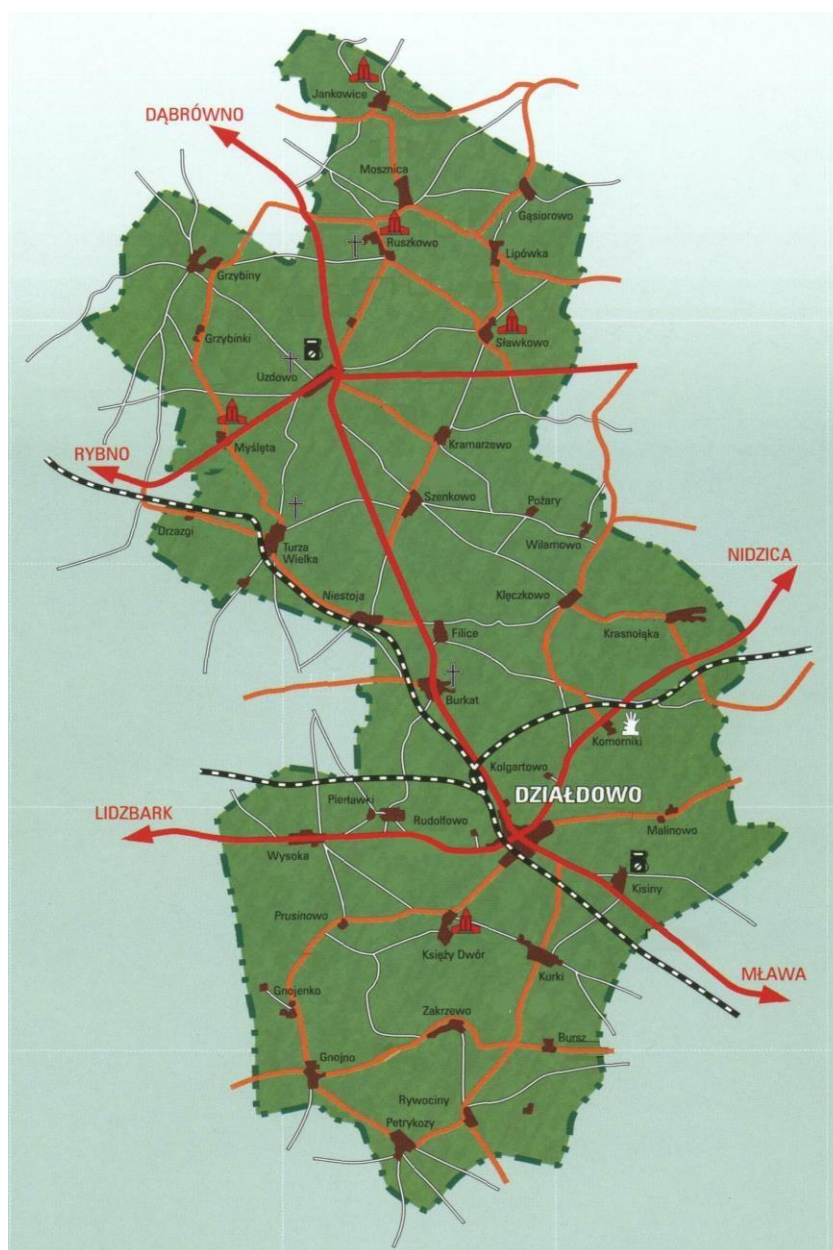 Jankowice
DĄBRÓWNO
Mosznica
Gąsiorowo
Ruszkowo
Lipówka
Grzybiny
Grzybinki
Sławkowo
Uzdowo
Myślęta
Kramarzewo
RYBNO
Szenkowo
Pożary
Drzazgi
Wilamowo
Turza
Wielka
NIDZICA
Niestoja
Klęczkowo
Filice
Krasnołąka
Burkat
Komorniki
Kolgartowo
DZIAŁDOWO
Pierławki
LIDZBARK
Rudolfowo
Malinowo
Wysoka
Kisiny
Prusinowo
Księży Dwór
Kurki
MŁAWA
Gnojenko
Zakrzewo
Bursz
Gnojno
Rywociny
Petrykozy